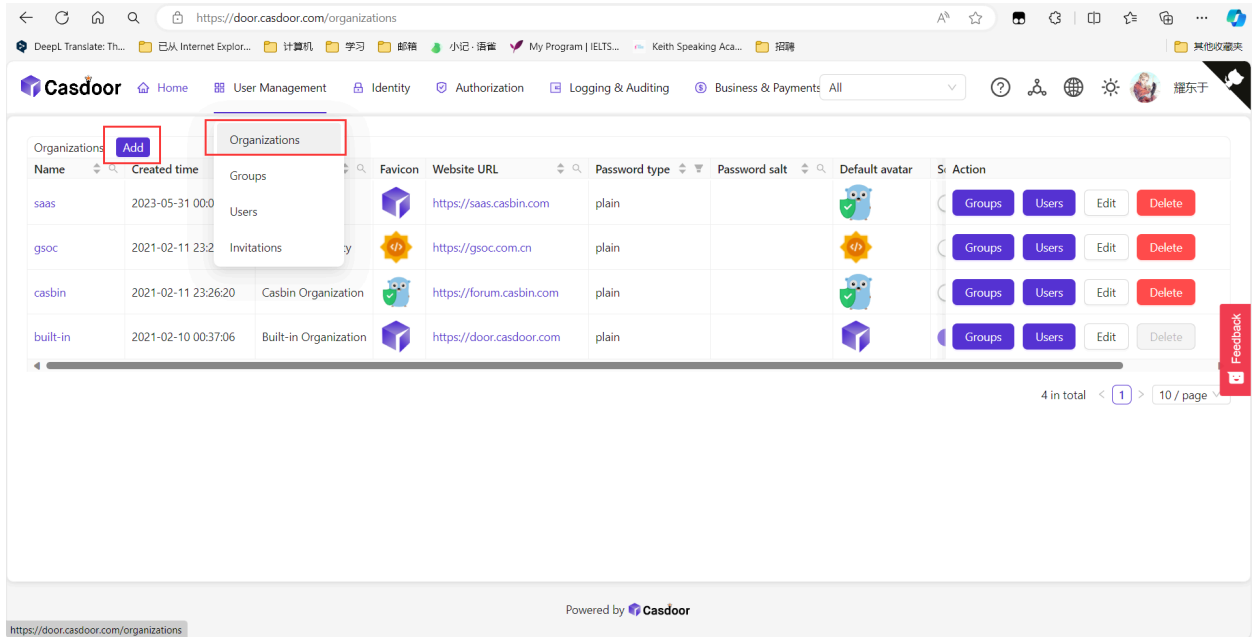 https://door.casdoor.com/organizations
DeepL Translate: Th... 已从 Internet Explor... 计算机 学习 邮箱 小记 · 语雀 My Program | IELTS... Keith Speaking Aca... 招聘 其他收藏夹
Casdoor Home User Management Identity Authorization Logging & Auditing Business & Payments All 耀东于
Organizations Add
Organizations
Groups
Users
Invitations
Name Created time Favicon Website URL Password type Password salt Default avatar Action
saas 2023-05-31 00:0 https://saas.casbin.com plain Groups Users Edit Delete
gsoc 2021-02-11 23:2 https://gsoc.com.cn plain Groups Users Edit Delete
casbin 2021-02-11 23:26:20 Casbin Organization https://forum.casbin.com plain Groups Users Edit Delete
built-in 2021-02-10 00:37:06 Built-in Organization https://door.casdoor.com plain Groups Users Edit Delete
Feedback
4 in total 1 10 / page
Powered by Casdoor
https://door.casdoor.com/organizations